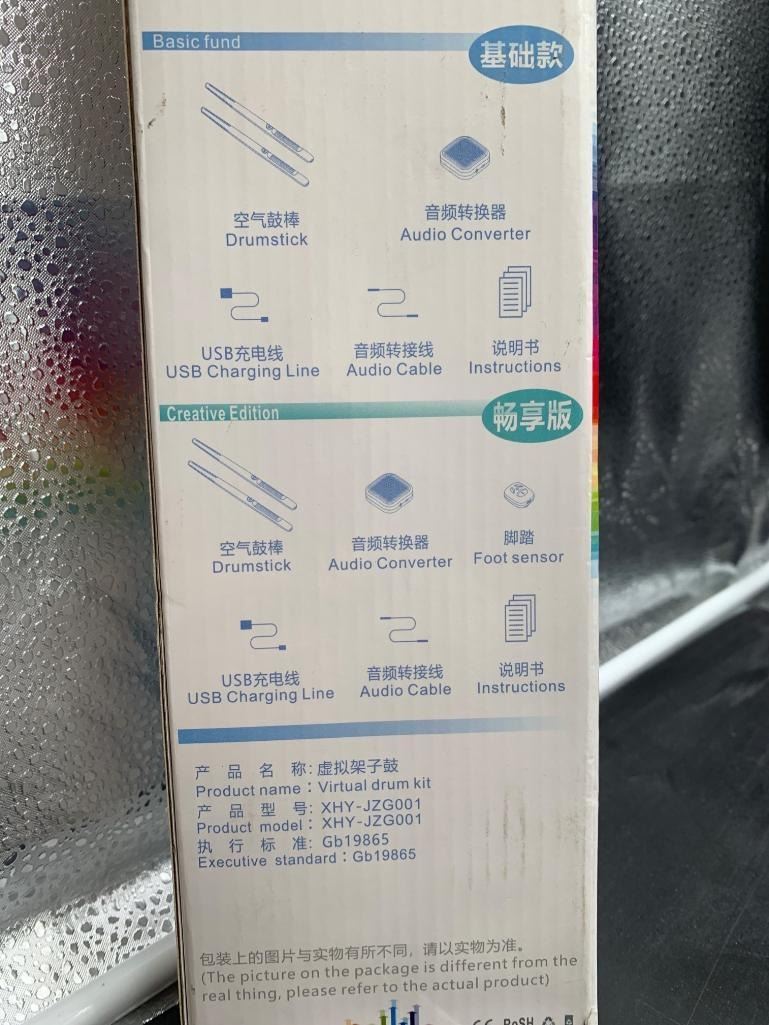 Basic fund
基础款
空气鼓棒
Drumstick
音频转换器
Audio Converter
USB充电线
USB Charging Line
音频转接线
Audio Cable
说明书
Instructions
Creative Edition
畅享版
空气鼓棒
Drumstick
音频转换器
Audio Converter
脚踏
Foot sensor
USB充电线
USB Charging Line
音频转接线
Audio Cable
说明书
Instructions
产 品 名 称: 虚拟架子鼓
Product name : Virtual drum kit
产 品 型 号: XHY-JZG001
Product model : XHY-JZG001
执 行 标 准: Gb19865
Executive standard : Gb19865
包装上的图片与实物有所不同，请以实物为准。
(The picture on the package is different from the
real thing, please refer to the actual product)
CE RoSH